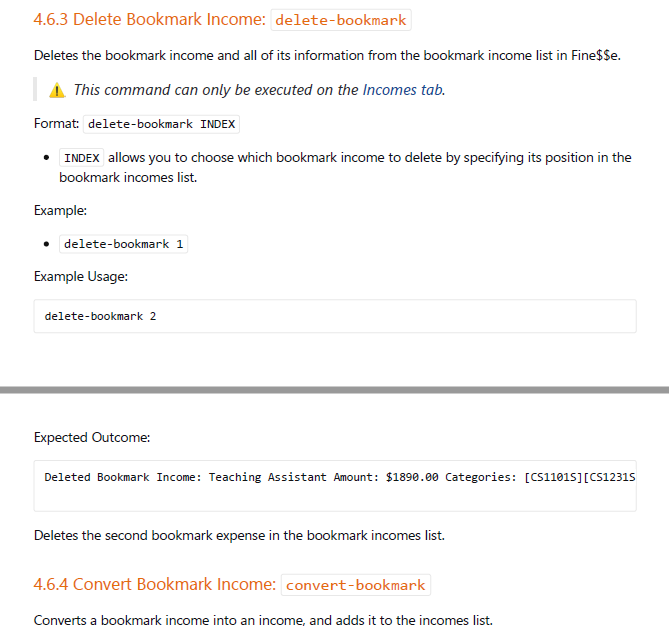 4.6.3 Delete Bookmark Income: delete-bookmark
Deletes the bookmark income and all of its information from the bookmark income list in Fine$$e.
⚠ This command can only be executed on the Incomes tab.
Format: delete-bookmark INDEX
• INDEX allows you to choose which bookmark income to delete by specifying its position in the
bookmark incomes list.
Example:
• delete-bookmark 1
Example Usage:
delete-bookmark 2
Expected Outcome:
Deleted Bookmark Income: Teaching Assistant Amount: $1890.00 Categories: [CS1101S][CS1231S
Deletes the second bookmark expense in the bookmark incomes list.
4.6.4 Convert Bookmark Income: convert-bookmark
Converts a bookmark income into an income, and adds it to the incomes list.